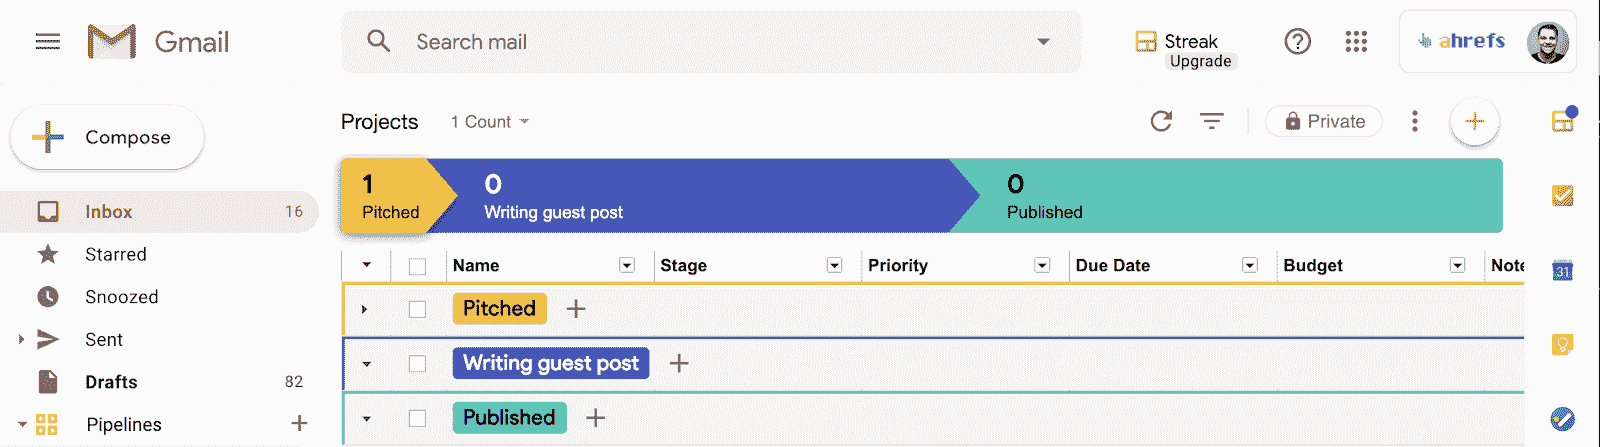 Gmail
Search mail
Streak
Upgrade
ahrefs
Compose
Projects
1 Count
Private
1
Pitched
0
Writing guest post
0
Published
Inbox 16
Starred
Snoozed
Sent
Drafts 82
Pipelines
Name Stage Priority Due Date Budget Note
Pitched
Writing guest post
Published
31